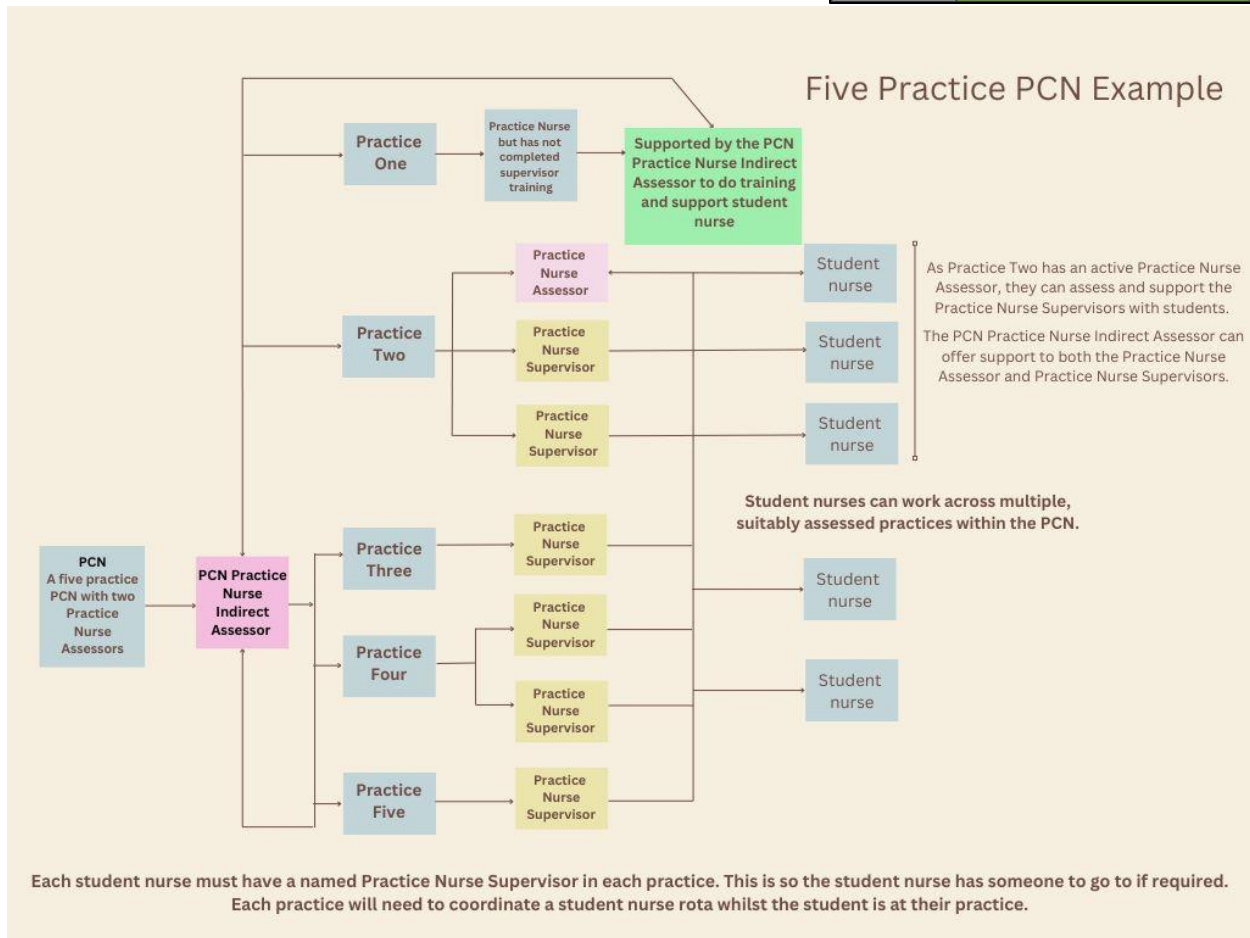 Five Practice PCN Example
Practice
One
Practice Nurse
but has not
completed
supervisor
training
Supported by the PCN
Practice Nurse Indirect
Assessor to do training
and support student
nurse
Practice
Two
Practice
Nurse
Assessor
Practice
Nurse
Supervisor
Practice
Nurse
Supervisor
Student
nurse
Student
nurse
Student
nurse
As Practice Two has an active Practice Nurse
Assessor, they can assess and support the
Practice Nurse Supervisors with students.
The PCN Practice Nurse Indirect Assessor can
offer support to both the Practice Nurse
Assessor and Practice Nurse Supervisors.
Student nurses can work across multiple,
suitably assessed practices within the PCN.
PCN
A five practice
PCN with two
Practice
Nurse
Assessors
PCN Practice
Nurse
Indirect
Assessor
Practice
Three
Practice
Nurse
Supervisor
Practice
Four
Practice
Nurse
Supervisor
Practice
Nurse
Supervisor
Practice
Five
Practice
Nurse
Supervisor
Student
nurse
Student
nurse
Each student nurse must have a named Practice Nurse Supervisor in each practice. This is so the student nurse has someone to go to if required.
Each practice will need to coordinate a student nurse rota whilst the student is at their practice.